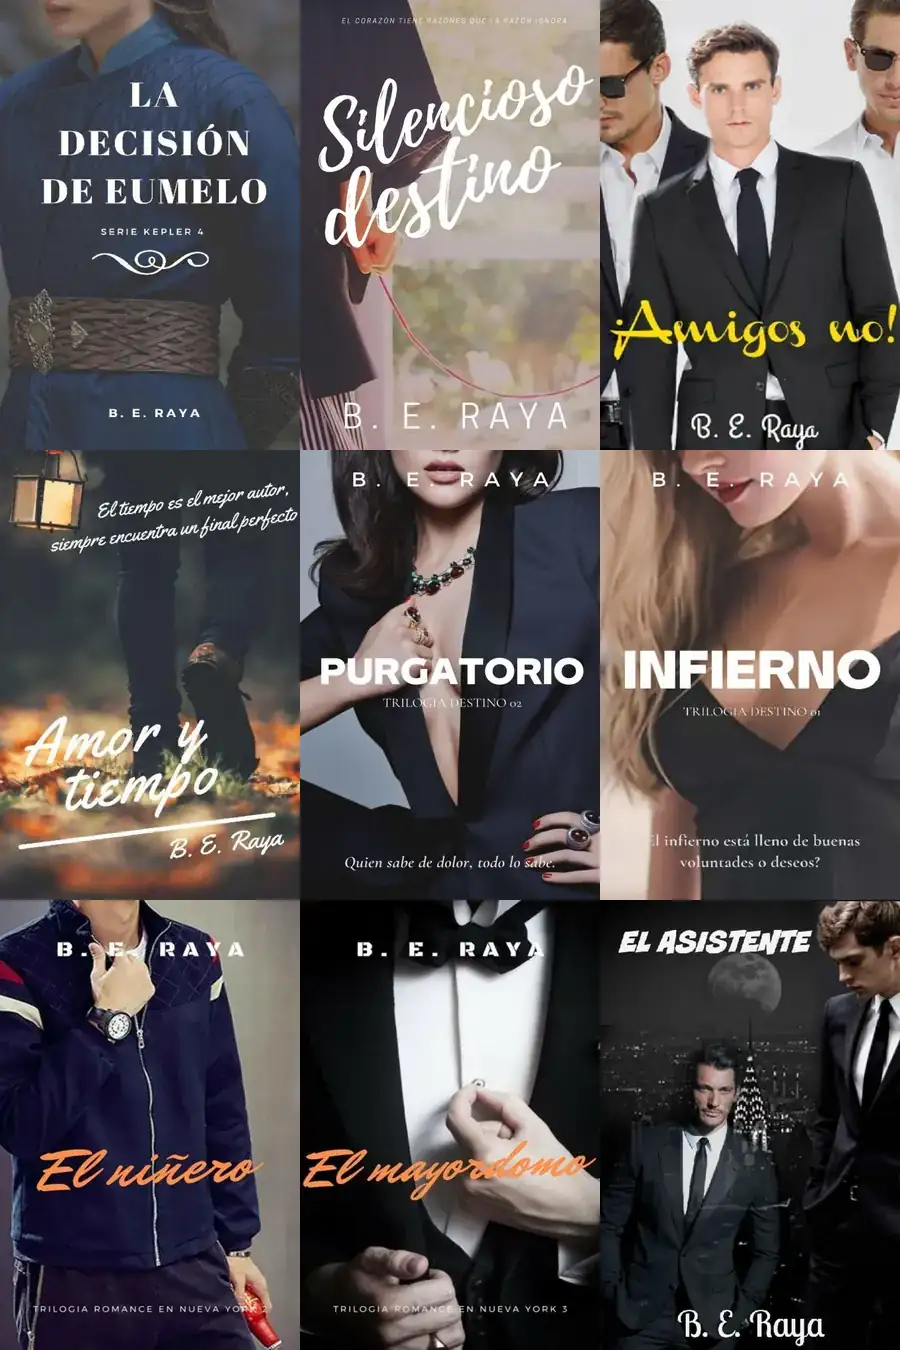 LA
DECISIÓN
DE EUMELO
SERIE KEPLER 4
B. E. RAYA
EL CORAZÓN TIENE RAZONES QUE LA RAZÓN IGNORA
Silencioso
destino
B. E. RAYA
¡Amigos no!
B. E. Raya
El tiempo es el mejor autor,
siempre encuentra un final perfecto
Amor y
tiempo
B. E. Raya
B. E. RAYA
PURGATORIO
TRILOGIA DESTINO 02
Quien sabe de dolor, todo lo sabe.
B. E. RAYA
INFIERNO
TRILOGIA DESTINO 01
El infierno está lleno de buenas
voluntades o deseos?
B. E. RAYA
El niñero
TRILOGIA ROMANCE EN NUEVA YORK 2
B. E. RAYA
El mayordomo
TRILOGIA ROMANCE EN NUEVA YORK 3
EL ASISTENTE
B. E. Raya